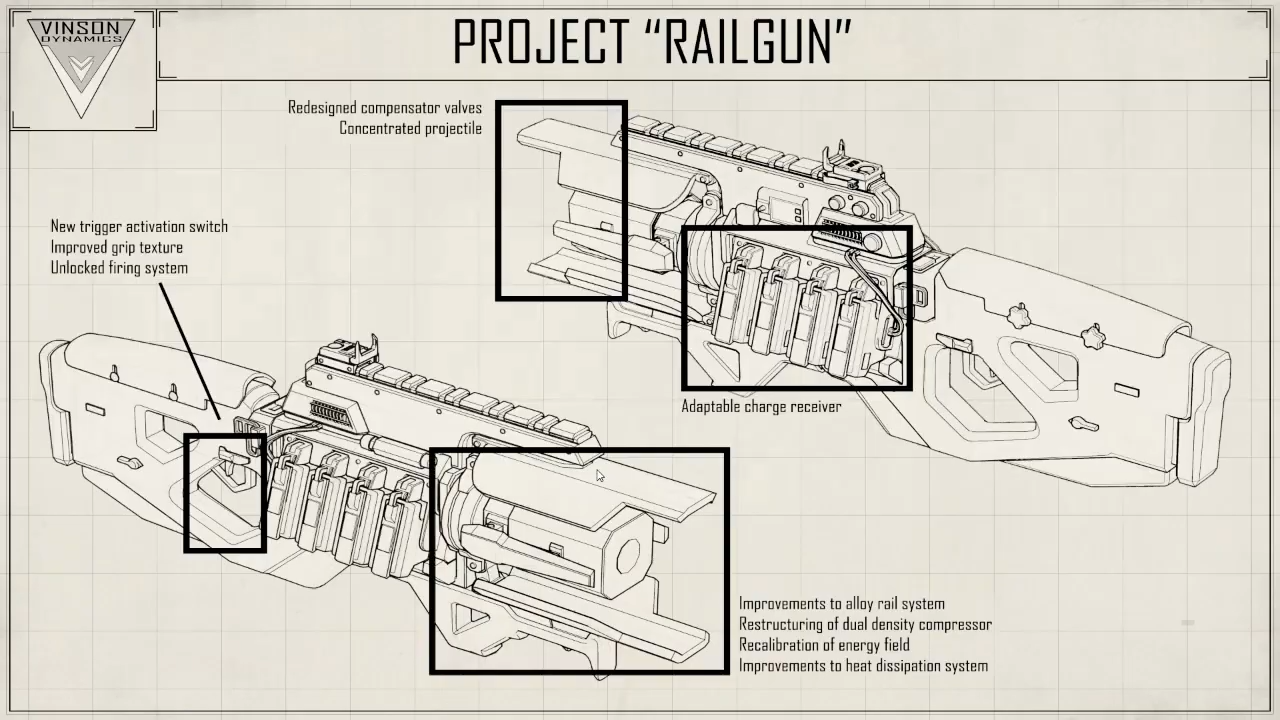 VINSON
DYNAMICS
PROJECT “RAILGUN”
Redesigned compensator valves
Concentrated projectile
New trigger activation switch
Improved grip texture
Unlocked firing system
Adaptable charge receiver
Improvements to alloy rail system
Restructuring of dual density compressor
Recalibration of energy field
Improvements to heat dissipation system